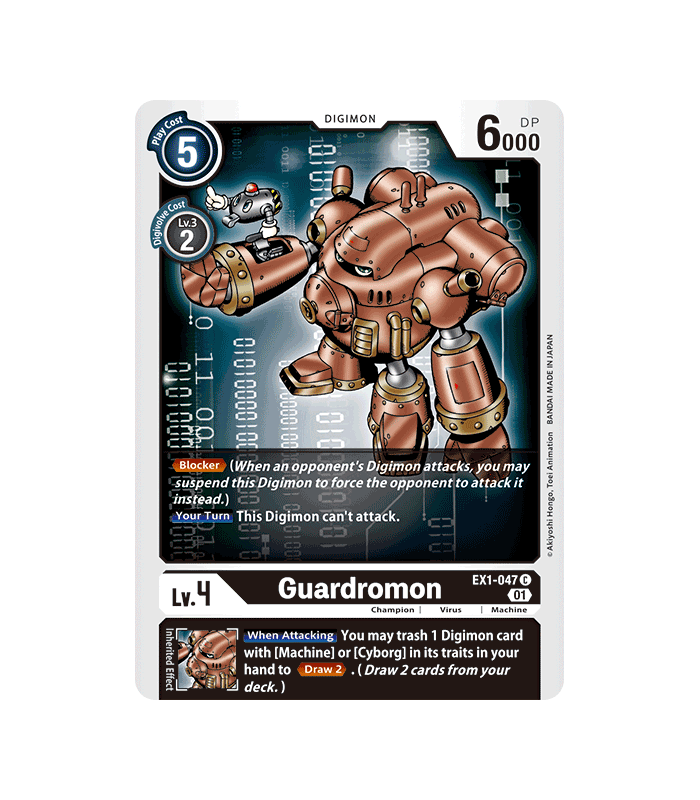 DIGIMON
Play Cost
5
DP
6000
Digivolve Cost
Lv.3
2
Blocker (When an opponent's Digimon attacks, you may
suspend this Digimon to force the opponent to attack it
instead.)
Your Turn This Digimon can't attack.
© Akiyoshi Hongo, Toei Animation BANDAI MADE IN JAPAN
Lv.4
Guardromon
EX1-047 C
01
Champion | Virus | Machine
Inherited Effect
When Attacking You may trash 1 Digimon card
with [Machine] or [Cyborg] in its traits in your
hand to Draw 2 . (Draw 2 cards from your
deck.)